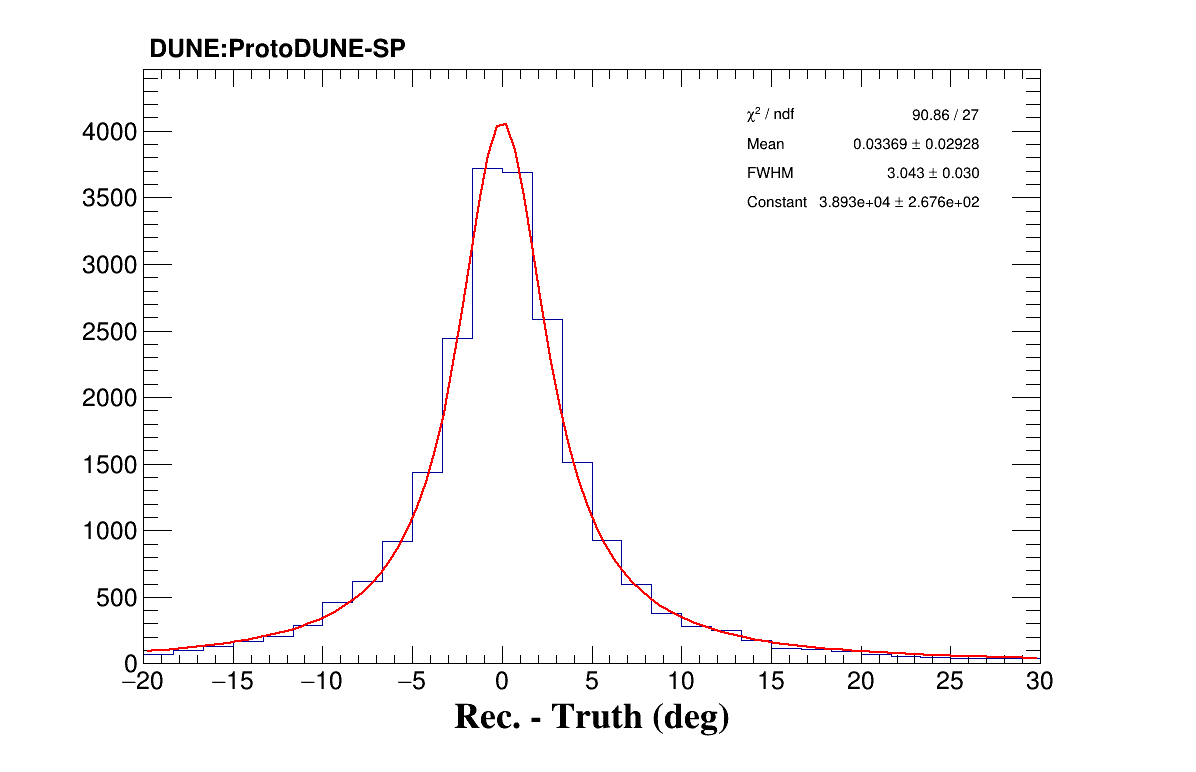 DUNE:ProtoDUNE-SP
χ² / ndf 90.86 / 27
Mean 0.03369 ± 0.02928
FWHM 3.043 ± 0.030
Constant 3.893e+04 ± 2.676e+02
4000
3500
3000
2500
2000
1500
1000
500
0
−20 −15 −10 −5 0 5 10 15 20 25 30
Rec. - Truth (deg)